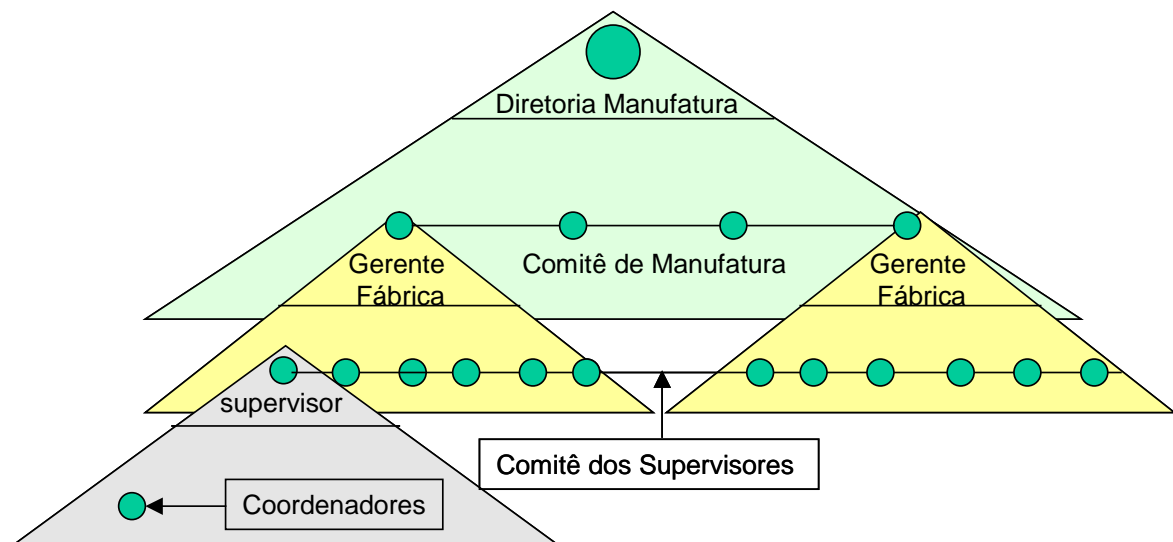 Diretoria Manufatura
Gerente
Fábrica
Comitê de Manufatura
Gerente
Fábrica
supervisor
Comitê dos Supervisores
Coordenadores